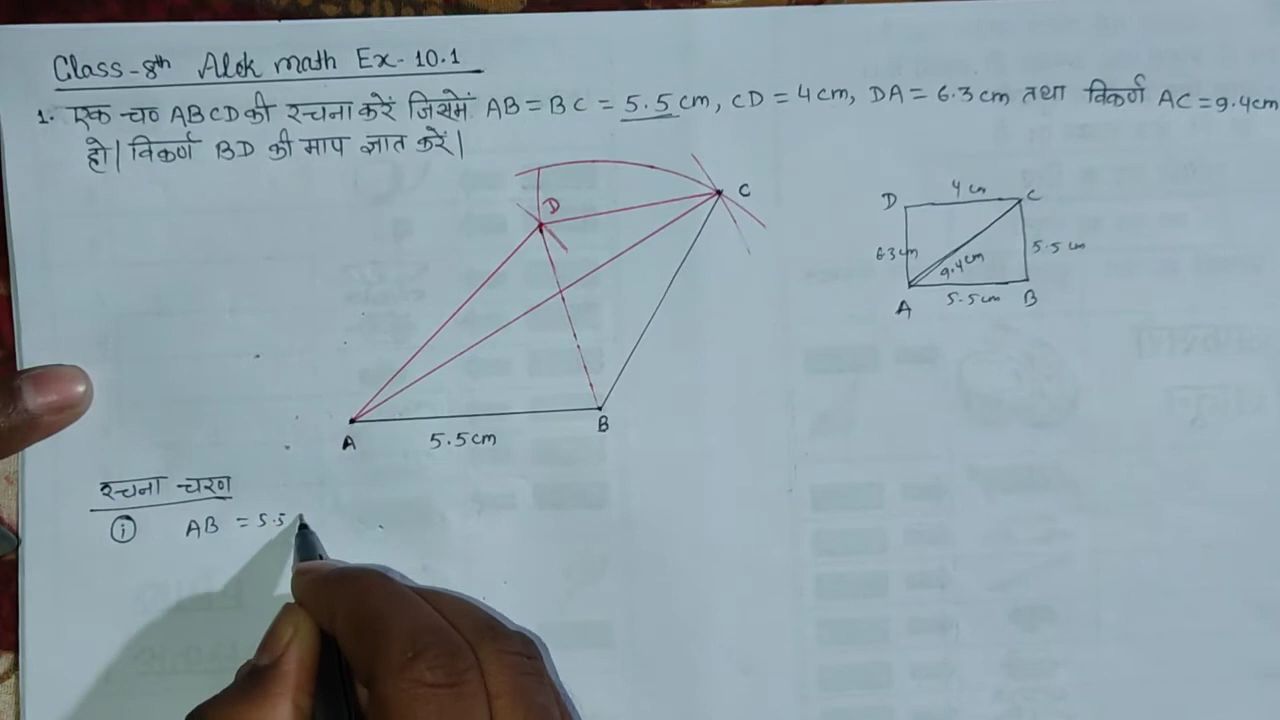 Class-8th Alok math Ex-10.1
1. एक च० ABCD की रचना करें जिसमें AB = BC = 5.5 cm, CD = 4 cm, DA = 6.3 cm तथा विकर्ण AC = 9.4 cm
हो| विकर्ण BD की माप ज्ञात करें|
D
C
A
B
5.5 cm
D
4 cm
C
6.3 cm
9.4 cm
5.5 cm
A
5.5 cm
B
रचना चरण
(i) AB = 5.5